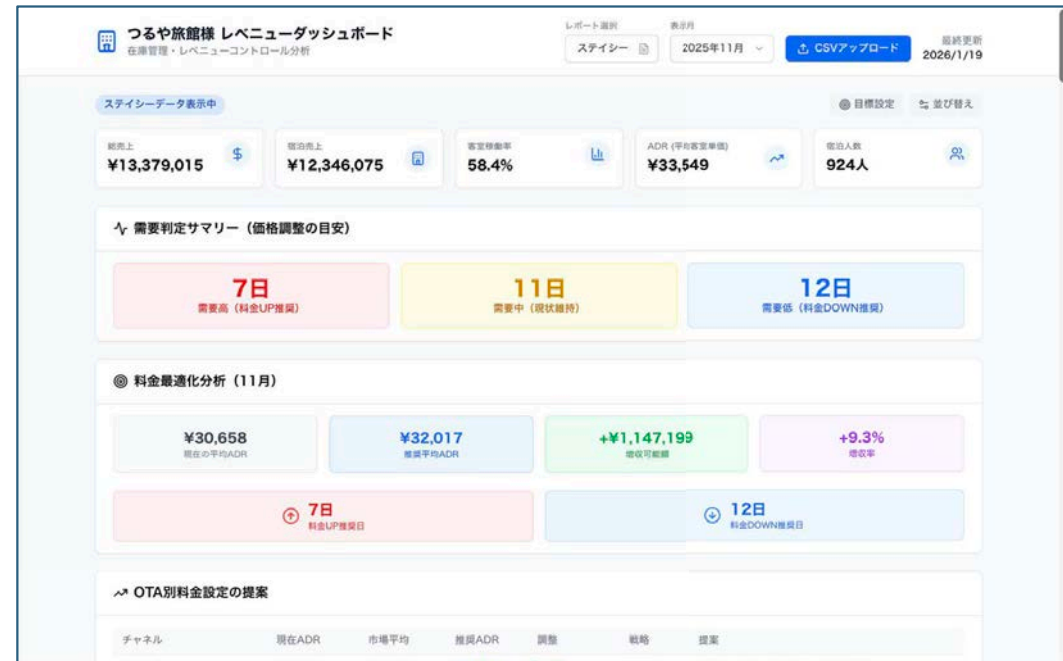 つるや旅館様 レベニューダッシュボード
在庫管理・レベニューコントロール分析
レポート選択
ステイシー
表示月
2025年11月
CSVアップロード
最終更新
2026/1/19
ステイシーデータ表示中
目標設定
並び替え
総売上
¥13,379,015
$
宿泊売上
¥12,346,075
客室稼働率
58.4%
ADR (平均客室単価)
¥33,549
宿泊人数
924人
需要判定サマリー（価格調整の目安）
7日
需要高（料金UP推奨）
11日
需要中（現状維持）
12日
需要低（料金DOWN推奨）
料金最適化分析（11月）
¥30,658
現在の平均ADR
¥32,017
推奨平均ADR
+¥1,147,199
増収可能額
+9.3%
増収率
7日
料金UP推奨日
12日
料金DOWN推奨日
OTA別料金設定の提案
チャネル 現在ADR 市場平均 推奨ADR 調整 戦略 提案